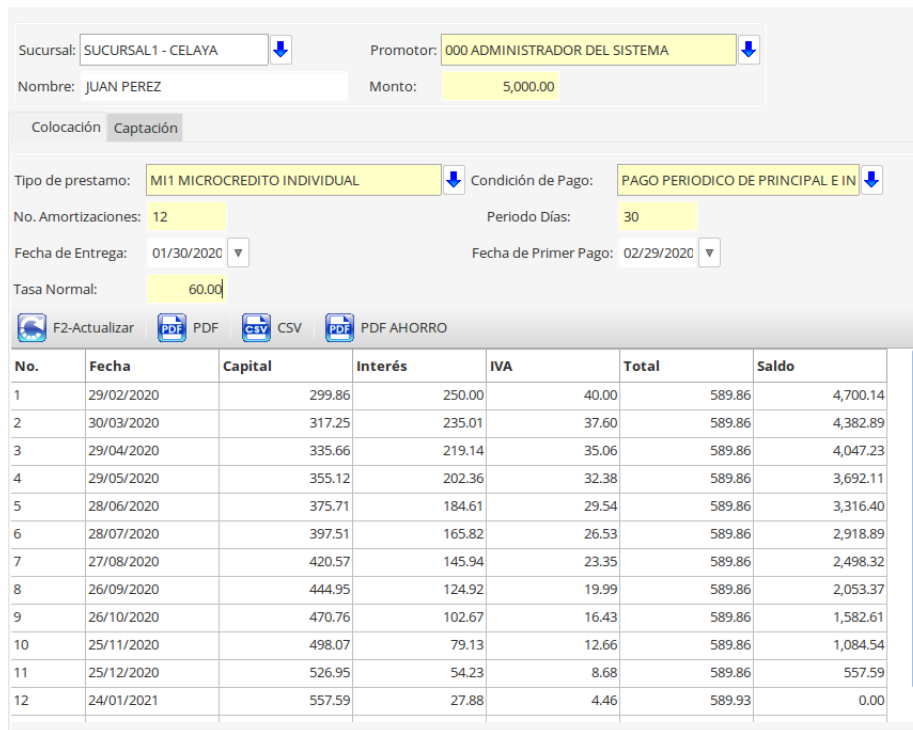 Sucursal: SUCURSAL1 - CELAYA Promotor: 000 ADMINISTRADOR DEL SISTEMA
Nombre: JUAN PEREZ Monto: 5,000.00
Colocación Captación
Tipo de prestamo: MI1 MICROCREDITO INDIVIDUAL Condición de Pago: PAGO PERIODICO DE PRINCIPAL E IN
No. Amortizaciones: 12 Periodo Días: 30
Fecha de Entrega: 01/30/2020 Fecha de Primer Pago: 02/29/2020
Tasa Normal: 60.00
F2-Actualizar PDF PDF CSV CSV PDF PDF AHORRO
No. Fecha Capital Interés IVA Total Saldo
1 29/02/2020 299.86 250.00 40.00 589.86 4,700.14
2 30/03/2020 317.25 235.01 37.60 589.86 4,382.89
3 29/04/2020 335.66 219.14 35.06 589.86 4,047.23
4 29/05/2020 355.12 202.36 32.38 589.86 3,692.11
5 28/06/2020 375.71 184.61 29.54 589.86 3,316.40
6 28/07/2020 397.51 165.82 26.53 589.86 2,918.89
7 27/08/2020 420.57 145.94 23.35 589.86 2,498.32
8 26/09/2020 444.95 124.92 19.99 589.86 2,053.37
9 26/10/2020 470.76 102.67 16.43 589.86 1,582.61
10 25/11/2020 498.07 79.13 12.66 589.86 1,084.54
11 25/12/2020 526.95 54.23 8.68 589.86 557.59
12 24/01/2021 557.59 27.88 4.46 589.93 0.00